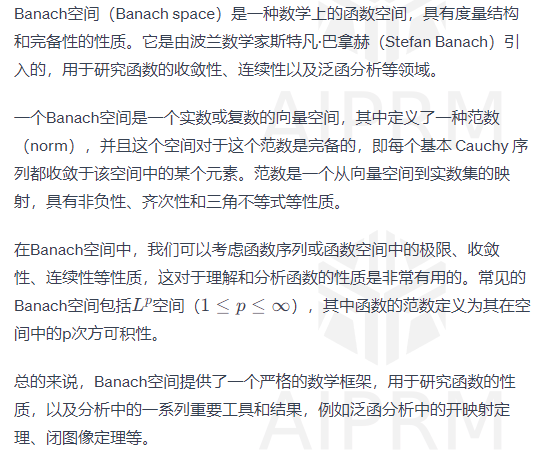 Banach空间（Banach space）是一种数学上的函数空间，具有度量结构
和完备性的性质。它是由波兰数学家斯特凡·巴拿赫（Stefan Banach）引
入的，用于研究函数的收敛性、连续性以及泛函分析等领域。
一个Banach空间是一个实数或复数的向量空间，其中定义了一种范数
（norm），并且这个空间对于这个范数是完备的，即每个基本 Cauchy 序
列都收敛于该空间中的某个元素。范数是一个从向量空间到实数集的映
射，具有非负性、齐次性和三角不等式等性质。
在Banach空间中，我们可以考虑函数序列或函数空间中的极限、收敛
性、连续性等性质，这对于理解和分析函数的性质是非常有用的。常见的
Banach空间包括L^p空间（1 ≤ p ≤ ∞），其中函数的范数定义为其在空
间中的p次方可积性。
总的来说，Banach空间提供了一个严格的数学框架，用于研究函数的性
质，以及分析中的一系列重要工具和结果，例如泛函分析中的开映射定
理、闭图像定理等。
AIPRM
AIPRM